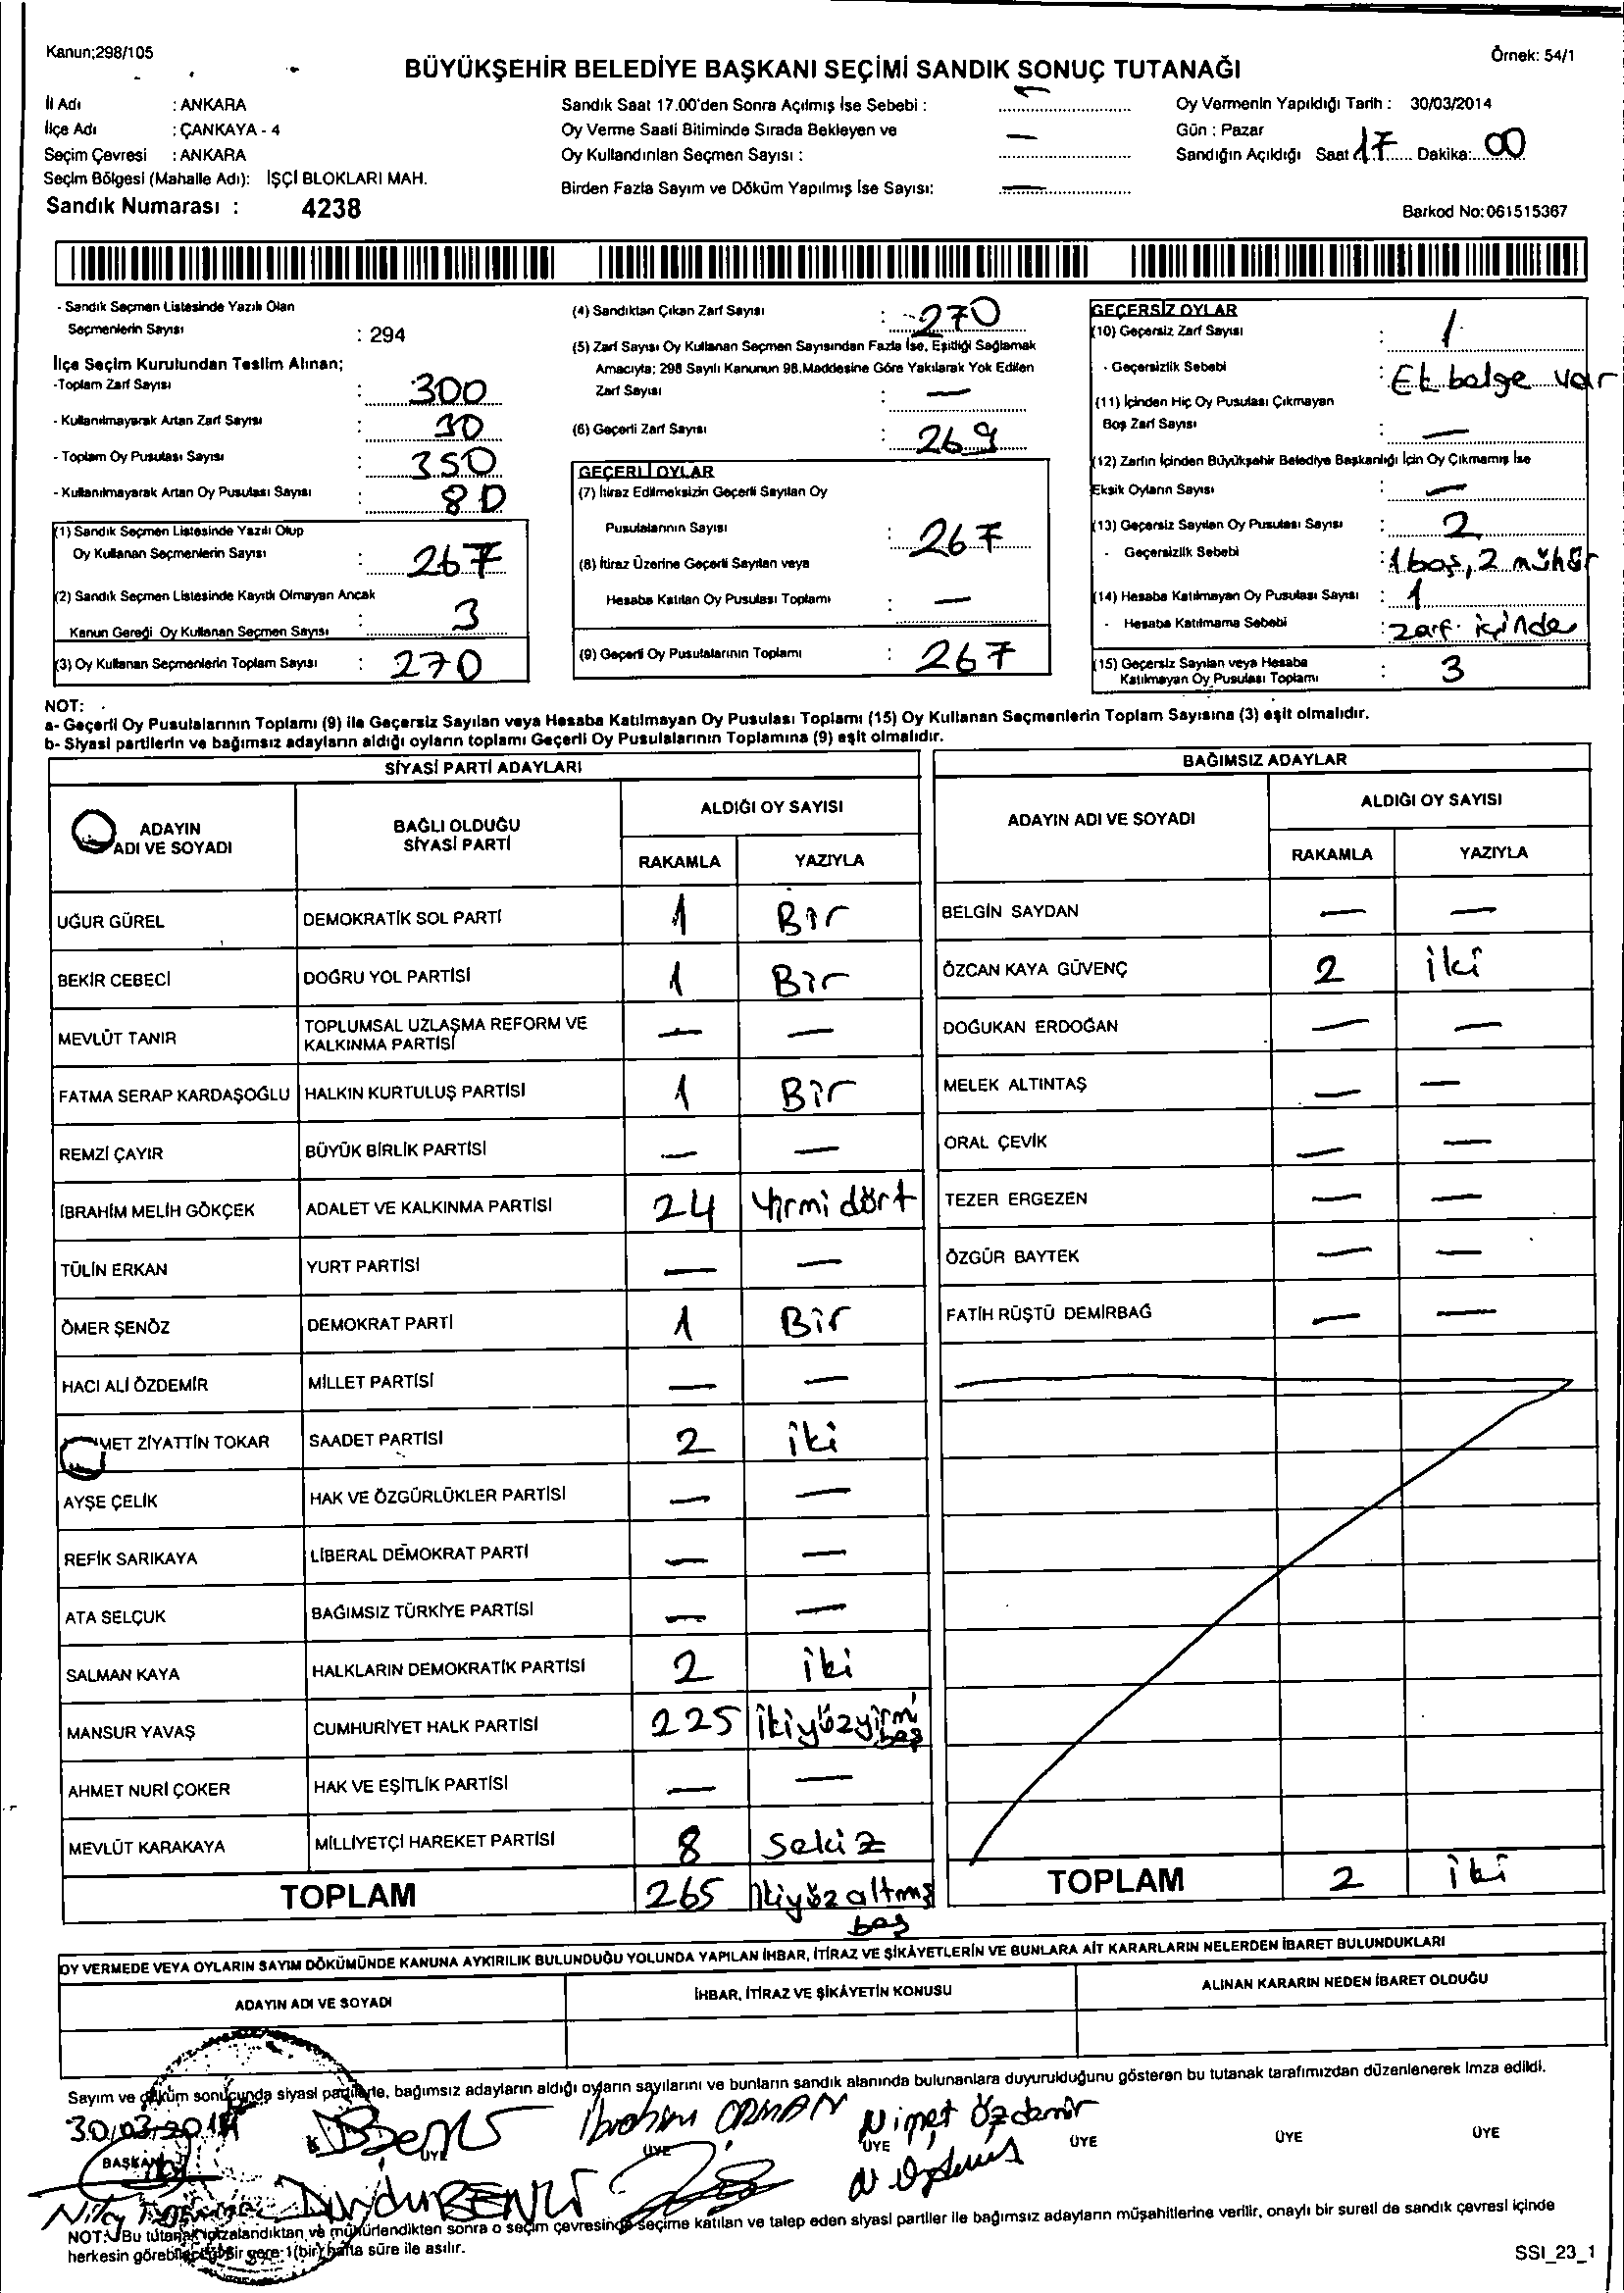 Kanun;298/105
Örnek: 54/1
BÜYÜKŞEHİR BELEDİYE BAŞKANI SEÇİMİ SANDIK SONUÇ TUTANAĞI
İl Adı : ANKARA
İlçe Adı : ÇANKAYA - 4
Seçim Çevresi : ANKARA
Seçim Bölgesi (Mahalle Adı): İŞÇİ BLOKLARI MAH.
Sandık Numarası : 4238
Sandık Saat 17.00'den Sonra Açılmış İse Sebebi : —
Oy Verme Saati Bitiminde Sırada Bekleyen ve
Oy Kullandırılan Seçmen Sayısı : —
Birden Fazla Sayım ve Döküm Yapılmış İse Sayısı: —
Oy Vermenin Yapıldığı Tarih : 30/03/2014
Gün : Pazar
Sandığın Açıldığı Saat 17 Dakika: 00
Barkod No:061515367
- Sandık Seçmen Listesinde Yazılı Olan
Seçmenlerin Sayısı : 294
İlçe Seçim Kurulundan Teslim Alınan;
-Toplam Zarf Sayısı : 300
- Kullanılmayarak Artan Zarf Sayısı : 30
- Toplam Oy Pusulası Sayısı : 350
- Kullanılmayarak Artan Oy Pusulası Sayısı : 80
(1) Sandık Seçmen Listesinde Yazılı Olup
Oy Kullanan Seçmenlerin Sayısı : 267
(2) Sandık Seçmen Listesinde Kayıtlı Olmayan Ancak
Kanun Gereği Oy Kullanan Seçmen Sayısı : 3
(3) Oy Kullanan Seçmenlerin Toplam Sayısı : 270
(4) Sandıktan Çıkan Zarf Sayısı : 270
(5) Zarf Sayısı Oy Kullanan Seçmen Sayısından Fazla İse, Eşitliği Sağlamak
Amacıyla; 298 Sayılı Kanunun 98.Maddesine Göre Yakılarak Yok Edilen
Zarf Sayısı : —
(6) Geçerli Zarf Sayısı : 269
GEÇERLİ OYLAR
(7) İtiraz Edilmeksizin Geçerli Sayılan Oy
Pusulalarının Sayısı : 267
(8) İtiraz Üzerine Geçerli Sayılan veya
Hesaba Katılan Oy Pusulası Toplamı : —
(9) Geçerli Oy Pusulalarının Toplamı : 267
GEÇERSİZ OYLAR
(10) Geçersiz Zarf Sayısı : 1
- Geçersizlik Sebebi : Ek belge var
(11) İçinden Hiç Oy Pusulası Çıkmayan
Boş Zarf Sayısı : —
(12) Zarfın İçinden Büyükşehir Belediye Başkanlığı İçin Oy Çıkmamış İse
Eksik Oyların Sayısı : —
(13) Geçersiz Sayılan Oy Pusulası Sayısı : 2
- Geçersizlik Sebebi : 1 boş, 2 mühür
(14) Hesaba Katılmayan Oy Pusulası Sayısı : 1
- Hesaba Katılmama Sebebi : zarf içinde
(15) Geçersiz Sayılan veya Hesaba
Katılmayan Oy Pusulası Toplamı : 3
NOT:
a- Geçerli Oy Pusulalarının Toplamı (9) ile Geçersiz Sayılan veya Hesaba Katılmayan Oy Pusulası Toplamı (15) Oy Kullanan Seçmenlerin Toplam Sayısına (3) eşit olmalıdır.
b- Siyasi partilerin ve bağımsız adayların aldığı oyların toplamı Geçerli Oy Pusulalarının Toplamına (9) eşit olmalıdır.
SİYASİ PARTİ ADAYLARI
ADAYIN ADI VE SOYADI BAĞLI OLDUĞU SİYASİ PARTİ ALDIĞI OY SAYISI
RAKAMLA YAZIYLA
UĞUR GÜREL DEMOKRATİK SOL PARTİ 1 Bir
BEKİR CEBECİ DOĞRU YOL PARTİSİ 1 Bir
MEVLÜT TANIR TOPLUMSAL UZLAŞMA REFORM VE KALKINMA PARTİSİ — —
FATMA SERAP KARDAŞOĞLU HALKIN KURTULUŞ PARTİSİ 1 Bir
REMZİ ÇAYIR BÜYÜK BİRLİK PARTİSİ — —
İBRAHİM MELİH GÖKÇEK ADALET VE KALKINMA PARTİSİ 24 Yirmi dört
TÜLİN ERKAN YURT PARTİSİ — —
ÖMER ŞENÖZ DEMOKRAT PARTİ 1 Bir
HACI ALİ ÖZDEMİR MİLLET PARTİSİ — —
MET ZİYATTİN TOKAR SAADET PARTİSİ 2 iki
AYŞE ÇELİK HAK VE ÖZGÜRLÜKLER PARTİSİ — —
REFİK SARIKAYA LİBERAL DEMOKRAT PARTİ — —
ATA SELÇUK BAĞIMSIZ TÜRKİYE PARTİSİ — —
SALMAN KAYA HALKLARIN DEMOKRATİK PARTİSİ 2 iki
MANSUR YAVAŞ CUMHURİYET HALK PARTİSİ 225 ikiyüzyirmi beş
AHMET NURİ ÇOKER HAK VE EŞİTLİK PARTİSİ — —
MEVLÜT KARAKAYA MİLLİYETÇİ HAREKET PARTİSİ 8 Sekiz
TOPLAM 265 ikiyüzaltmış beş
BAĞIMSIZ ADAYLAR
ADAYIN ADI VE SOYADI ALDIĞI OY SAYISI
RAKAMLA YAZIYLA
BELGİN SAYDAN — —
ÖZCAN KAYA GÜVENÇ 2 iki
DOĞUKAN ERDOĞAN — —
MELEK ALTINTAŞ — —
ORAL ÇEVİK — —
TEZER ERGEZEN — —
ÖZGÜR BAYTEK — —
FATİH RÜŞTÜ DEMİRBAĞ — —
TOPLAM 2 iki
OY VERMEDE VEYA OYLARIN SAYIM DÖKÜMÜNDE KANUNA AYKIRILIK BULUNDUĞU YOLUNDA YAPILAN İHBAR, İTİRAZ VE ŞİKÂYETLERİN VE BUNLARA AİT KARARLARIN NELERDEN İBARET BULUNDUKLARI
ADAYIN ADI VE SOYADI İHBAR, İTİRAZ VE ŞİKÂYETİN KONUSU ALINAN KARARIN NEDEN İBARET OLDUĞU
Sayım ve döküm sonucunda siyasi partilerle, bağımsız adayların aldığı oyların sayılarını ve bunların sandık alanında bulunanlara duyurulduğunu gösteren bu tutanak tarafımızdan düzenlenerek imza edildi.
30/03/2014
İbrahim ORMAN Nimet Özdemir
BAŞKAN ÜYE ÜYE ÜYE ÜYE ÜYE ÜYE
Durdu BENLİ
NOT: Bu tutanak imzalandıktan ve mühürlendikten sonra o seçim çevresinde seçime katılan ve talep eden siyasi partiler ile bağımsız adayların müşahitlerine verilir, onaylı bir sureti de sandık çevresi içinde
herkesin görebileceği bir yere 1(bir) hafta süre ile asılır.
SSI_23_1